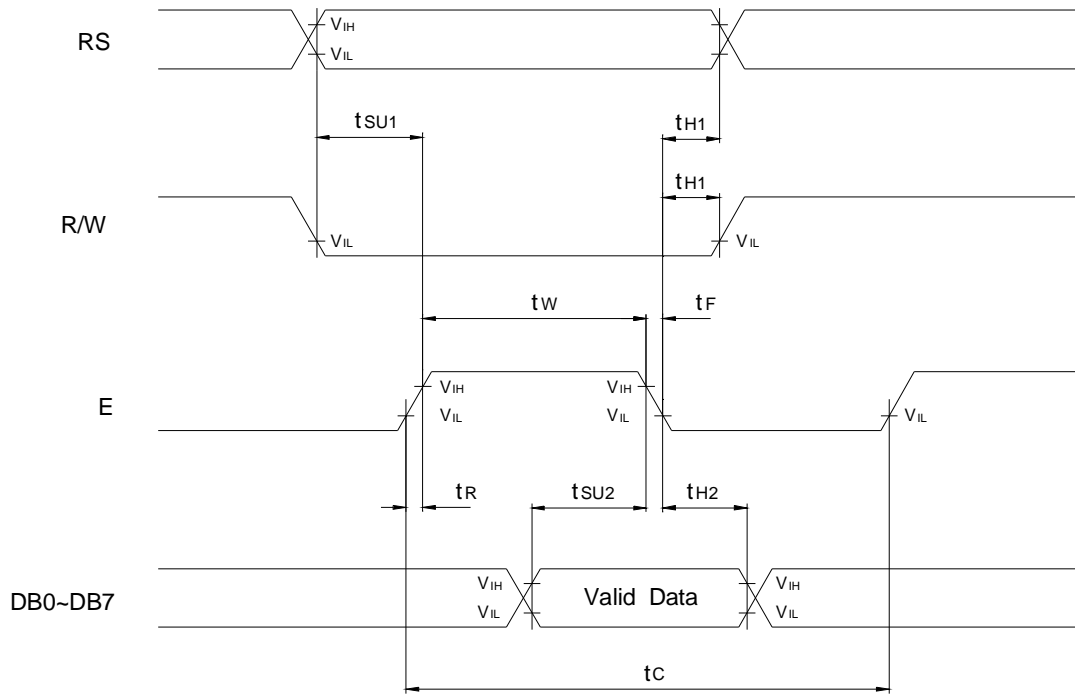 RS
VIH
VIL
tSU1
tH1
tH1
R/W
VIL
VIL
tW
tF
E
VIH
VIH
VIL
VIL
VIL
tR
tSU2
tH2
DB0~DB7
VIH
Valid Data
VIH
VIL
VIL
tC